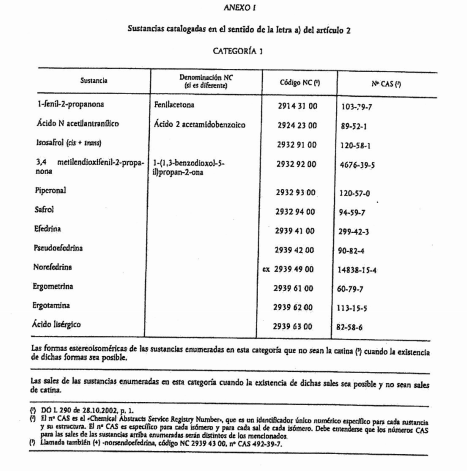 ANEXO I
Sustancias catalogadas en el sentido de la letra a) del artículo 2
CATEGORÍA 1
Sustancia Denominación NC (si es diferente) Código NC (¹) Nº CAS (²)
1-fenil-2-propanona Fenilacetona 2914 31 00 103-79-7
Ácido N acetilantranílico Ácido 2 acetamidobenzoico 2924 23 00 89-52-1
Isosafrol (cis + trans) 2932 91 00 120-58-1
3,4 metilendioxifenil-2-propa-nona 1-(1,3-benzodioxol-5-il)propan-2-ona 2932 92 00 4676-39-5
Piperonal 2932 93 00 120-57-0
Safrol 2932 94 00 94-59-7
Efedrina 2939 41 00 299-42-3
Pseudoefedrina 2939 42 00 90-82-4
Norefedrina ex 2939 49 00 14838-15-4
Ergometrina 2939 61 00 60-79-7
Ergotamina 2939 62 00 113-15-5
Ácido lisérgico 2939 63 00 82-58-6
Las formas estereoisoméricas de las sustancias enumeradas en esta categoría que no sean la catina (³) cuando la existencia
de dichas formas sea posible.
Las sales de las sustancias enumeradas en esta categoría cuando la existencia de dichas sales sea posible y no sean sales
de catina.
(¹) DO L 290 de 28.10.2002, p. 1.
(²) El nº CAS es el «Chemical Abstracts Service Registry Number», que es un identificador único numérico específico para cada sustancia
y su estructura. El nº CAS es específico para cada isómero y para cada sal de cada isómero. Debe entenderse que los números CAS
para las sales de las sustancias arriba enumeradas serán distintos de los mencionados.
(³) Llamada también (+) -norseudoefedrina, código NC 2939 43 00, nº CAS 492-39-7.